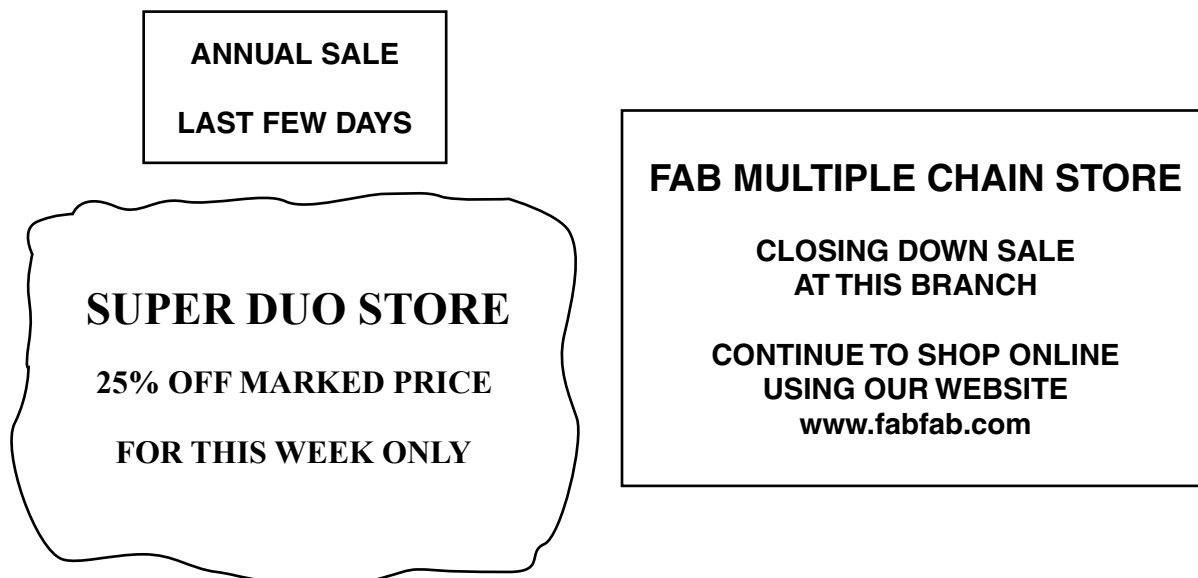 ANNUAL SALE
LAST FEW DAYS
SUPER DUO STORE
25% OFF MARKED PRICE
FOR THIS WEEK ONLY
FAB MULTIPLE CHAIN STORE
CLOSING DOWN SALE
AT THIS BRANCH
CONTINUE TO SHOP ONLINE
USING OUR WEBSITE
www.fabfab.com